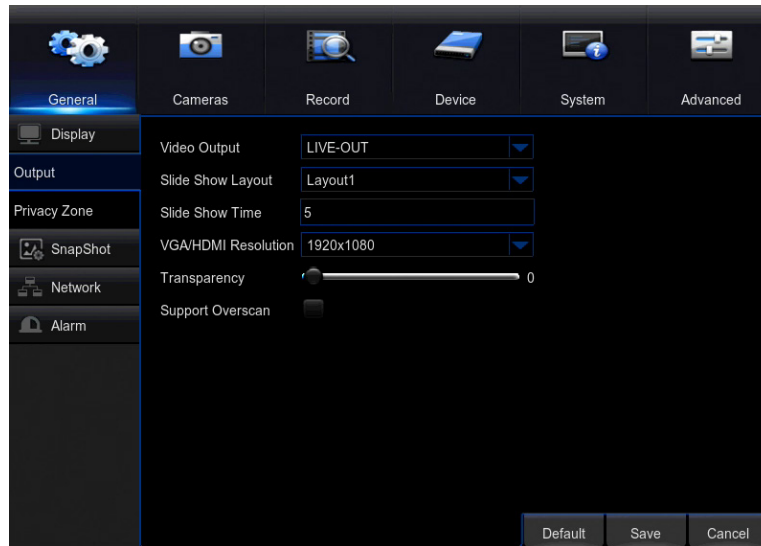 General Cameras Record Device System Advanced
Display
Output
Privacy Zone
SnapShot
Network
Alarm
Video Output LIVE-OUT
Slide Show Layout Layout1
Slide Show Time 5
VGA/HDMI Resolution 1920x1080
Transparency 0
Support Overscan
Default Save Cancel